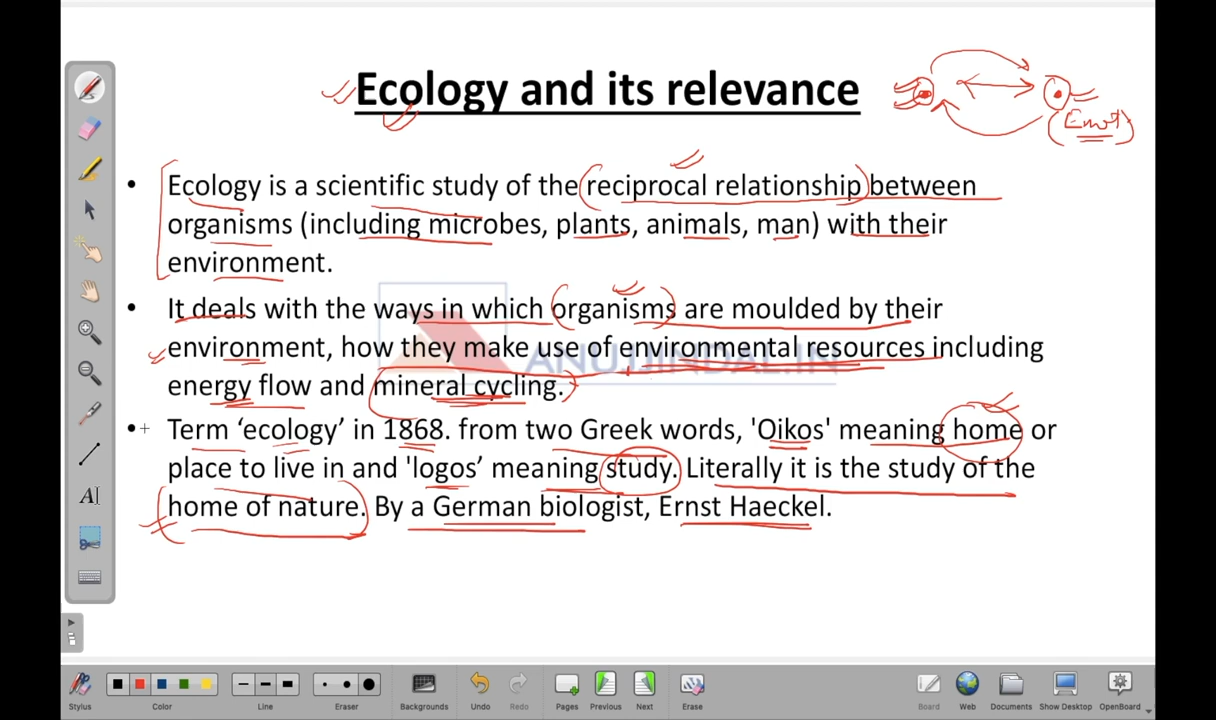 Ecology and its relevance
• Ecology is a scientific study of the reciprocal relationship between
organisms (including microbes, plants, animals, man) with their
environment.
• It deals with the ways in which organisms are moulded by their
environment, how they make use of environmental resources including
energy flow and mineral cycling.
• Term ‘ecology’ in 1868. from two Greek words, 'Oikos' meaning home or
place to live in and 'logos’ meaning study. Literally it is the study of the
home of nature. By a German biologist, Ernst Haeckel.
ANUJJINDAL.IN
Stylus
Color
Line
Eraser
Backgrounds
Undo
Redo
Pages
Previous
Next
Erase
Board
Web
Documents
Show Desktop
OpenBoard